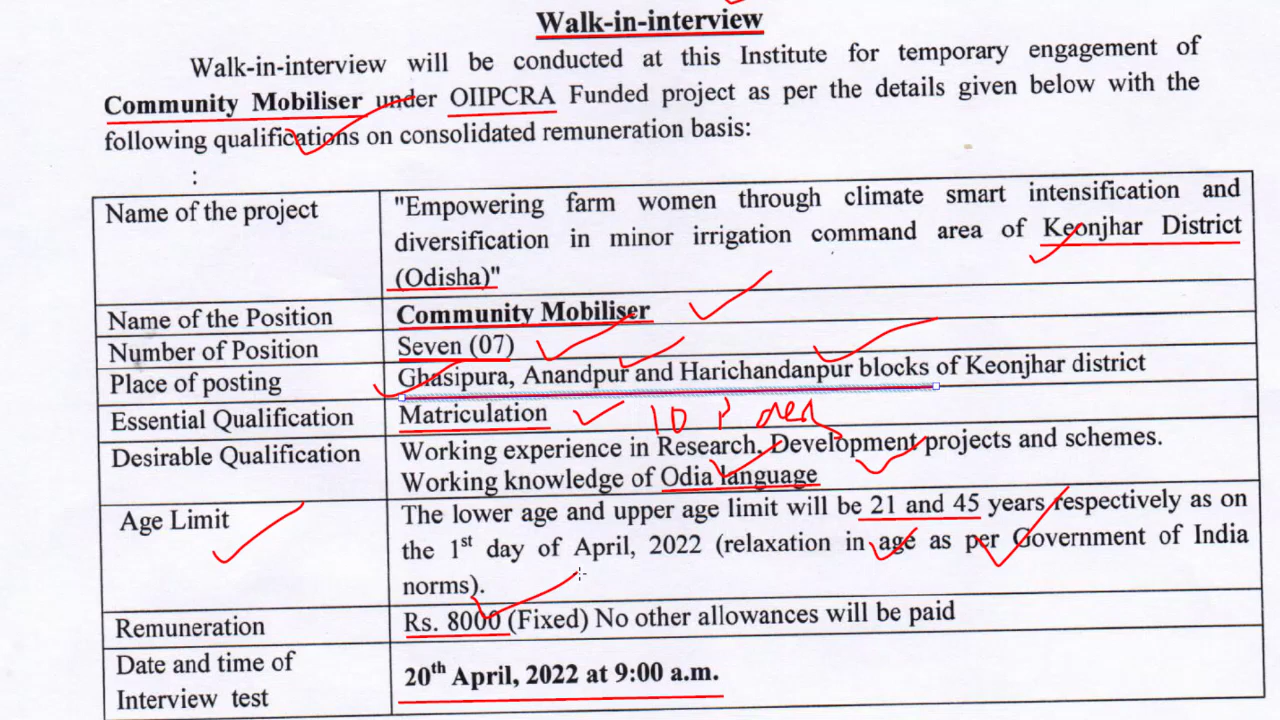 Walk-in-interview
Walk-in-interview will be conducted at this Institute for temporary engagement of
Community Mobiliser under OIIPCRA Funded project as per the details given below with the
following qualifications on consolidated remuneration basis:
:
Name of the project
"Empowering farm women through climate smart intensification and
diversification in minor irrigation command area of Keonjhar District
(Odisha)"
Name of the Position
Community Mobiliser
Number of Position
Seven (07)
Place of posting
Ghasipura, Anandpur and Harichandanpur blocks of Keonjhar district
Essential Qualification
Matriculation
10
Desirable Qualification
Working experience in Research. Development projects and schemes.
Working knowledge of Odia language
Age Limit
The lower age and upper age limit will be 21 and 45 years respectively as on
the 1st day of April, 2022 (relaxation in age as per Government of India
norms).
Remuneration
Rs. 8000 (Fixed) No other allowances will be paid
Date and time of
Interview test
20th April, 2022 at 9:00 a.m.